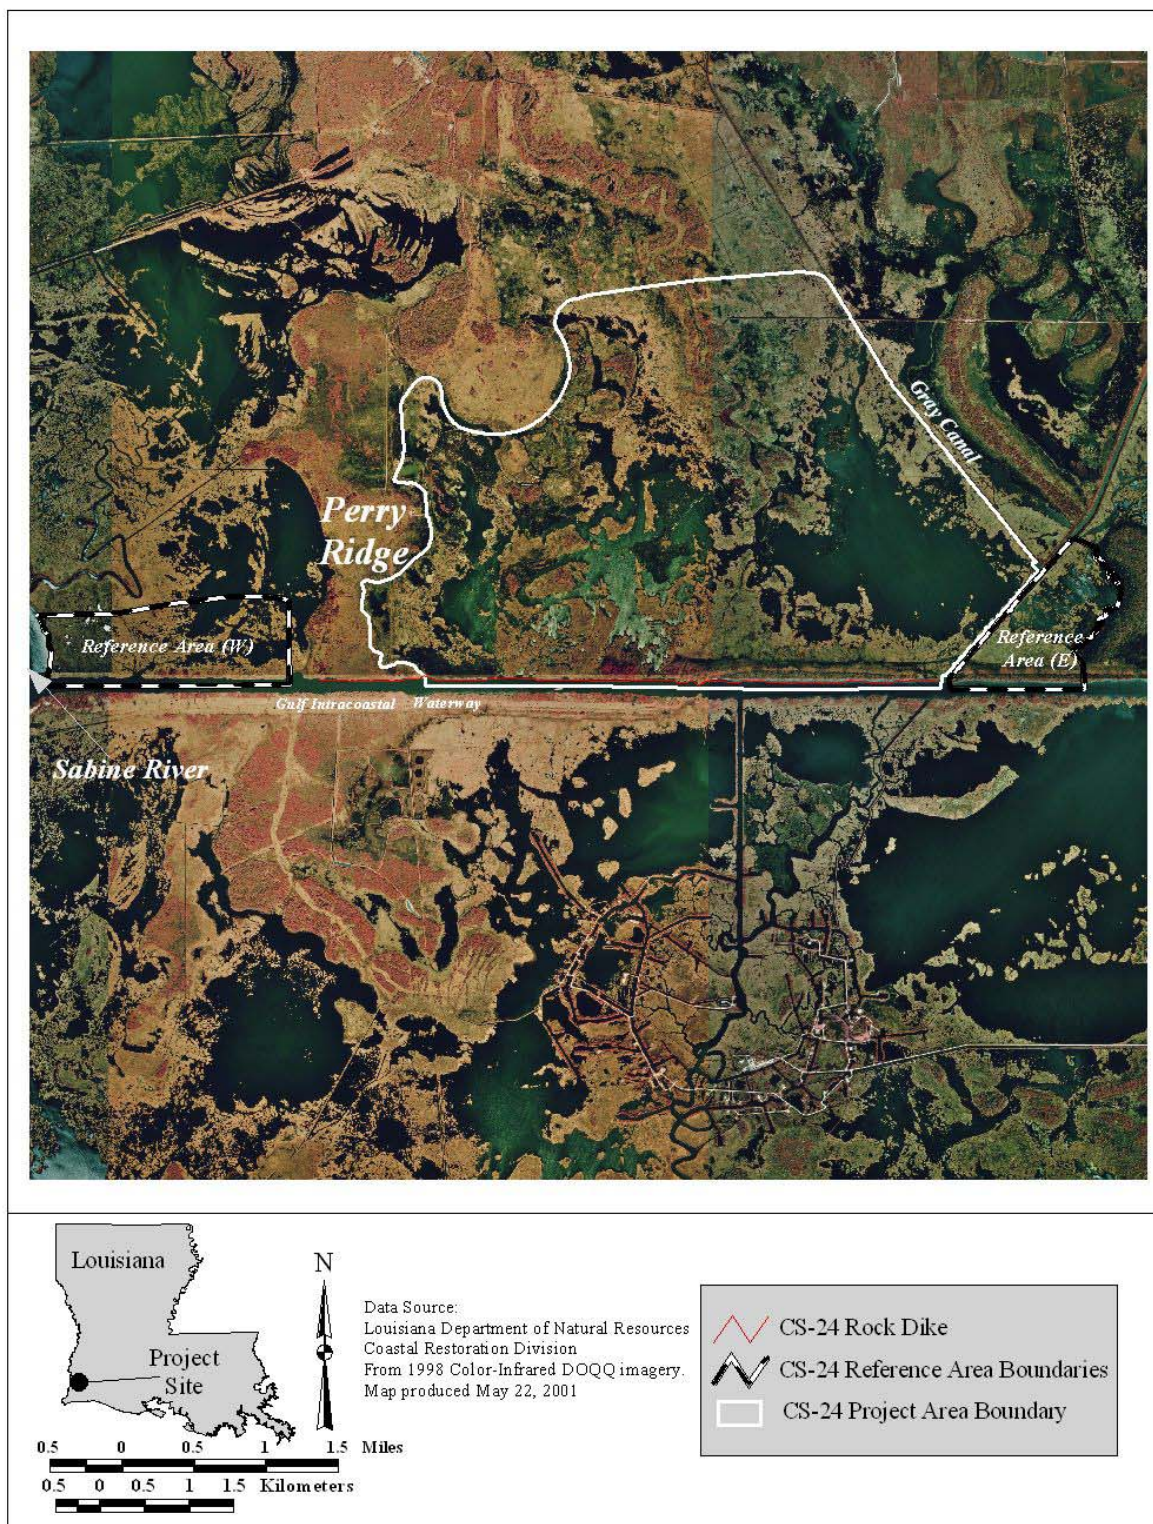 Gray Canal
Perry
Ridge
Reference Area (W)
Reference
Area (E)
Gulf Intracoastal Waterway
Sabine River
Louisiana
Project
Site
N
Data Source:
Louisiana Department of Natural Resources
Coastal Restoration Division
From 1998 Color-Infrared DOQQ imagery.
Map produced May 22, 2001
CS-24 Rock Dike
CS-24 Reference Area Boundaries
CS-24 Project Area Boundary
0.5 0 0.5 1 1.5 Miles
0.5 0 0.5 1 1.5 Kilometers